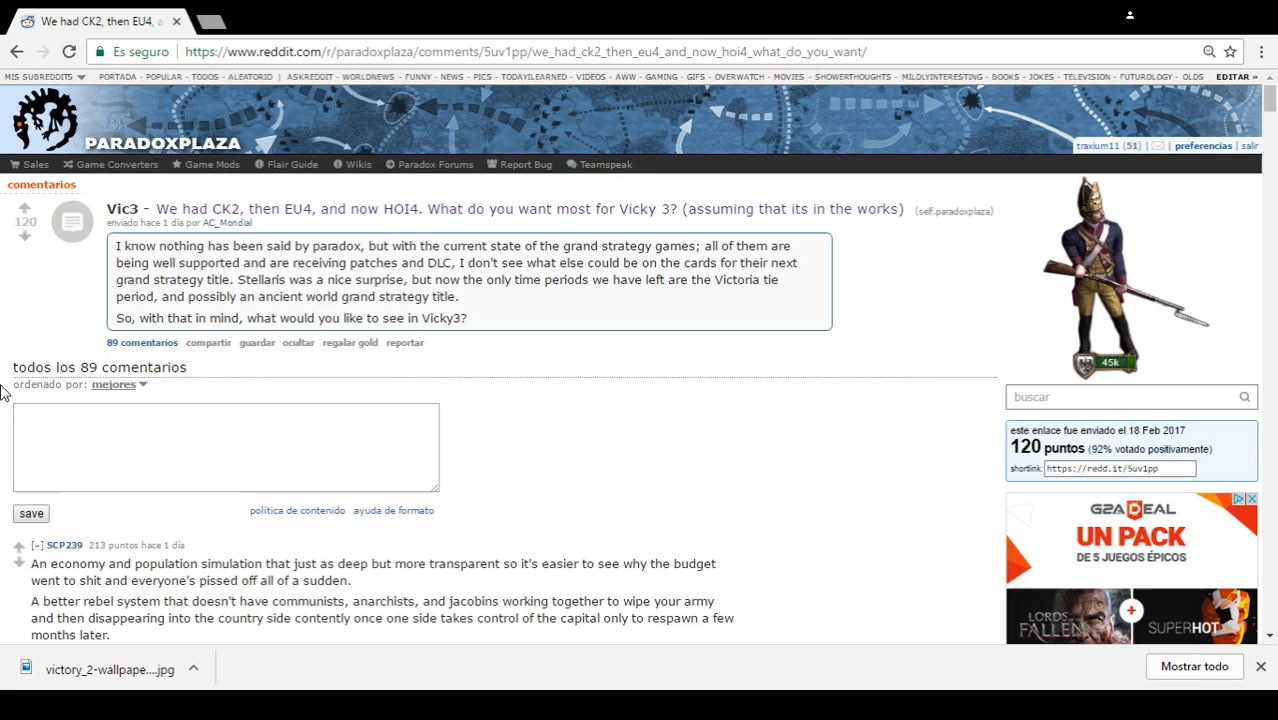 We had CK2, then EU4, a
Es seguro
https://www.reddit.com/r/paradoxplaza/comments/5uv1pp/we_had_ck2_then_eu4_and_now_hoi4_what_do_you_want/
MIS SUBREDDITS PORTADA - POPULAR - TODOS - ALEATORIO | ASKREDDIT - WORLDNEWS - FUNNY - NEWS - PICS - TODAYILEARNED - VIDEOS - AWW - GAMING - GIFS - OVERWATCH - MOVIES - SHOWERTHOUGHTS - MILDLYINTERESTING - BOOKS - JOKES - TELEVISION - FUTUROLOGY - OLDS EDITAR »
PARADOXPLAZA
traxium11 (51) | | preferencias | salir
Sales Game Converters Game Mods Flair Guide Wikis Paradox Forums Report Bug Teamspeak
comentarios
120
Vic3 - We had CK2, then EU4, and now HOI4. What do you want most for Vicky 3? (assuming that its in the works) (self.paradoxplaza)
enviado hace 1 día por AC_Mondial
I know nothing has been said by paradox, but with the current state of the grand strategy games; all of them are
being well supported and are receiving patches and DLC, I don't see what else could be on the cards for their next
grand strategy title. Stellaris was a nice surprise, but now the only time periods we have left are the Victoria tie
period, and possibly an ancient world grand strategy title.
So, with that in mind, what would you like to see in Vicky3?
89 comentarios compartir guardar ocultar regalar gold reportar
todos los 89 comentarios
ordenado por: mejores
save
política de contenido ayuda de formato
[–] SCP239 213 puntos hace 1 día
An economy and population simulation that just as deep but more transparent so it's easier to see why the budget
went to shit and everyone's pissed off all of a sudden.
A better rebel system that doesn't have communists, anarchists, and jacobins working together to wipe your army
and then disappearing into the country side contently once one side takes control of the capital only to respawn a few
months later.
45k
buscar
este enlace fue enviado el 18 Feb 2017
120 puntos (92% votado positivamente)
shortlink: https://redd.it/5uv1pp
G2A DEAL
UN PACK
DE 5 JUEGOS ÉPICOS
LORDS OF THE FALLEN
SUPERHOT
victory_2-wallpape....jpg
Mostrar todo